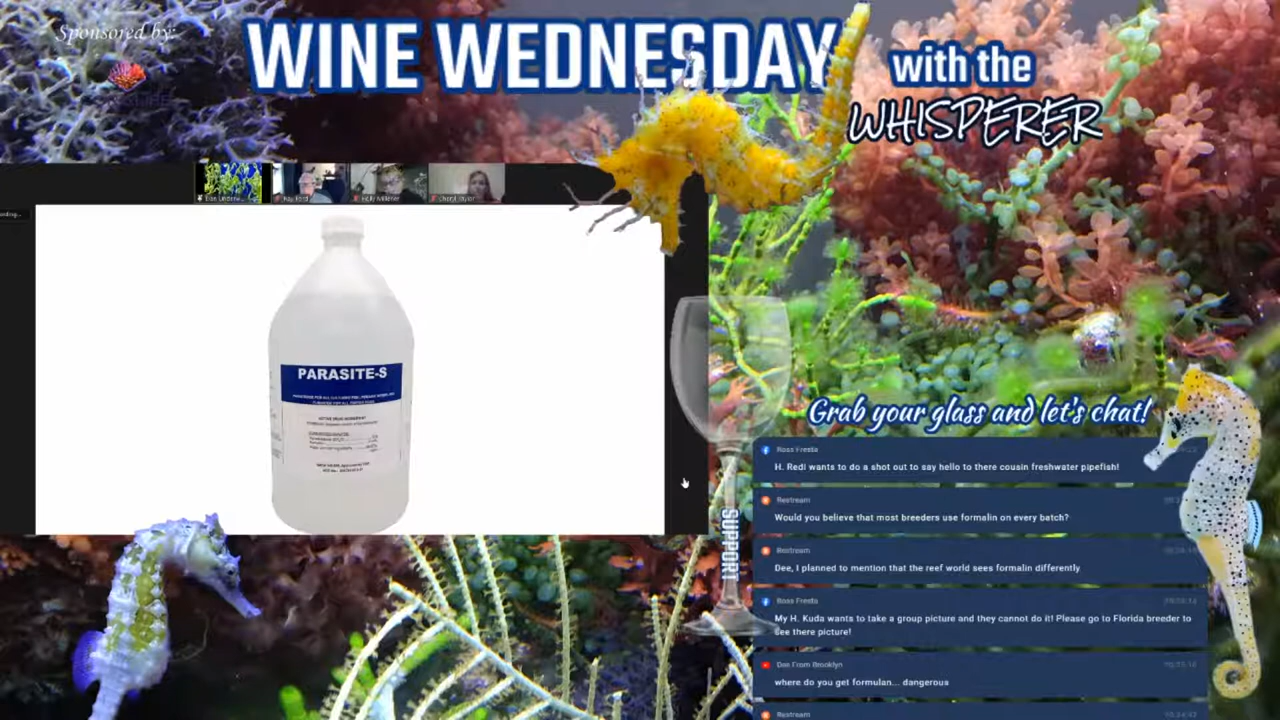 Sponsored by:
WINE WEDNESDAY
with the
WHISPERER
PARASITE-S
Grab your glass and let's chat!
Ross Fresta
H. Redi wants to do a shot out to say hello to there cousin freshwater pipefish!
Restream
Would you believe that most breeders use formalin on every batch?
Restream
Dee, I planned to mention that the reef world sees formalin differently
Ross Fresta
My H. Kuda wants to take a group picture and they cannot do it! Please go to Florida breeder to
see there picture!
Dee From Brooklyn
where do you get formulan... dangerous
Restream
SUPPORT